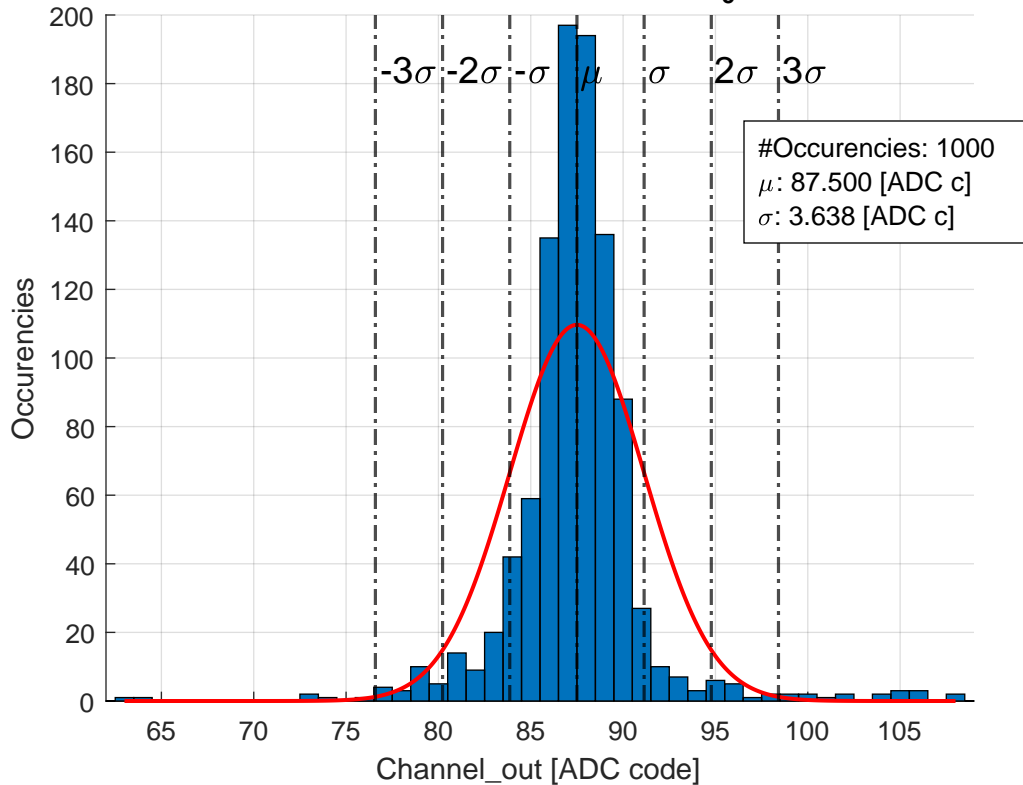 200
180
160
140
120
100
80
60
40
20
0
-3σ -2σ -σ μ σ 2σ 3σ
#Occurencies: 1000
μ: 87.500 [ADC c]
σ: 3.638 [ADC c]
Occurencies
65 70 75 80 85 90 95 100 105
Channel_out [ADC code]